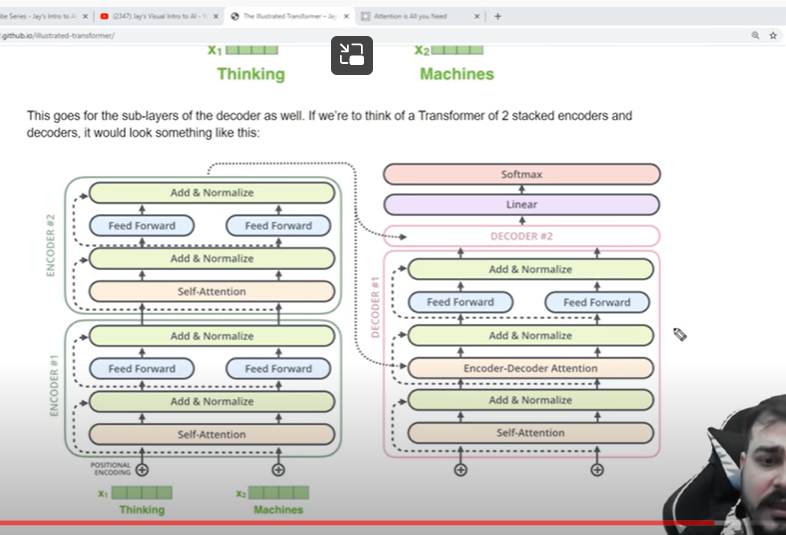 be Series - Jay's Intro to AI
(2347) Jay's Visual Intro to AI - Y
The Illustrated Transformer – Jay
Attention is All you Need
.github.io/illustrated-transformer/
X1
X2
Thinking
Machines
This goes for the sub-layers of the decoder as well. If we're to think of a Transformer of 2 stacked encoders and
decoders, it would look something like this:
ENCODER #2
Add & Normalize
Feed Forward
Feed Forward
Add & Normalize
Self-Attention
ENCODER #1
Add & Normalize
Feed Forward
Feed Forward
Add & Normalize
Self-Attention
POSITIONAL
ENCODING
X1
X2
Thinking
Machines
Softmax
Linear
DECODER #2
DECODER #1
Add & Normalize
Feed Forward
Feed Forward
Add & Normalize
Encoder-Decoder Attention
Add & Normalize
Self-Attention